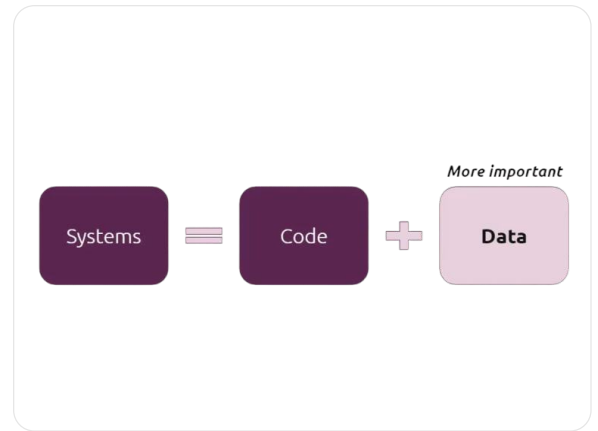 More important
Systems = Code + Data